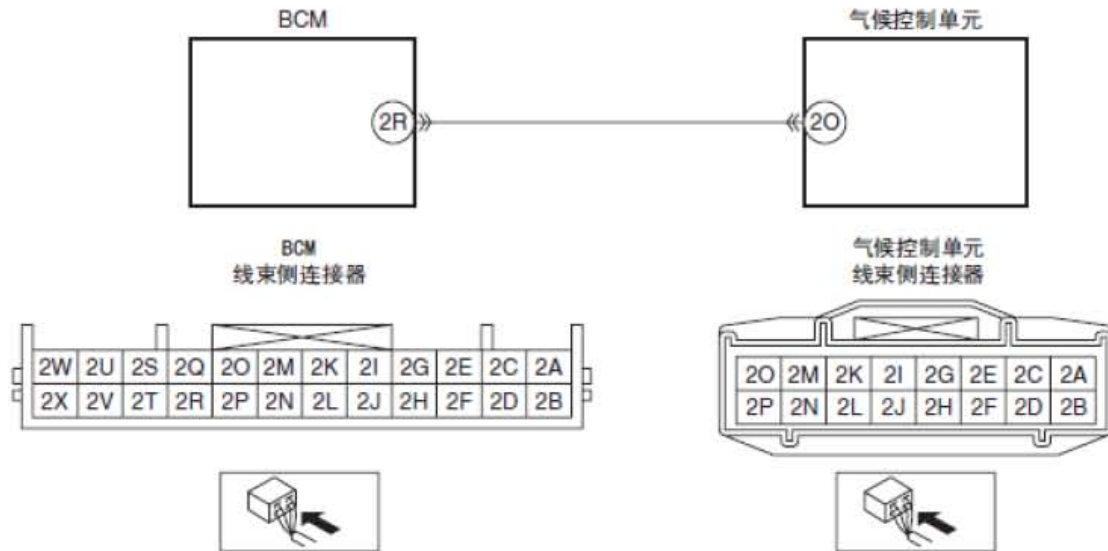 BCM 气候控制单元
2R 2O
BCM 气候控制单元
线束侧连接器 线束侧连接器
2W 2U 2S 2Q 2O 2M 2K 2I 2G 2E 2C 2A
2X 2V 2T 2R 2P 2N 2L 2J 2H 2F 2D 2B
2O 2M 2K 2I 2G 2E 2C 2A
2P 2N 2L 2J 2H 2F 2D 2B